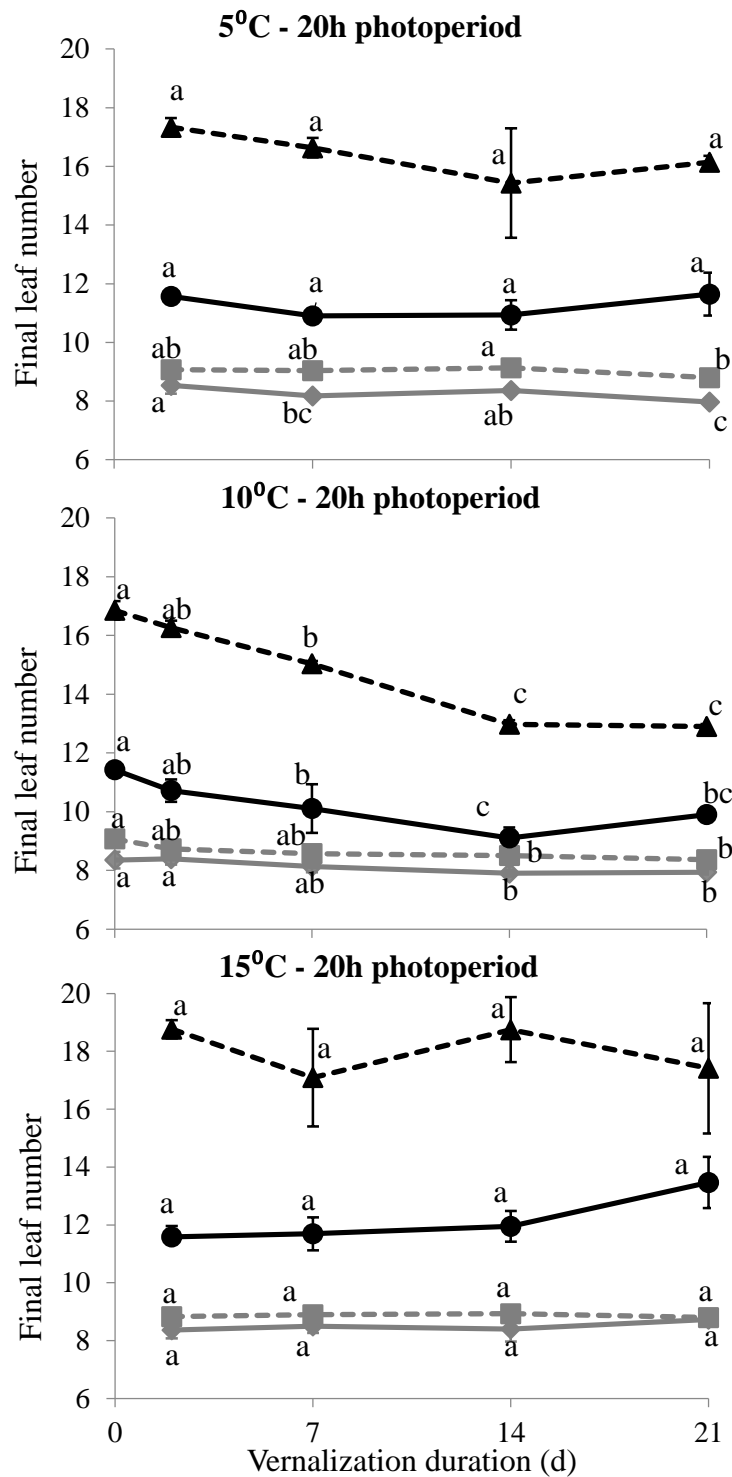 5⁰C - 20h photoperiod
20
a
18
a
a
a
16
14
a
a
a
a
12
Final leaf number
10
ab
ab
a
b
8
a
bc
ab
c
6
10⁰C - 20h photoperiod
20
18
a
ab
16
b
14
c
c
a
12
ab
b
c
bc
10
Final leaf number
a
ab
ab
b
b
8
a
a
ab
b
b
6
15⁰C - 20h photoperiod
20
a
a
18
a
a
16
14
a
a
a
a
12
Final leaf number
10
a
a
a
a
8
a
a
a
a
6
0
7
14
21
Vernalization duration (d)